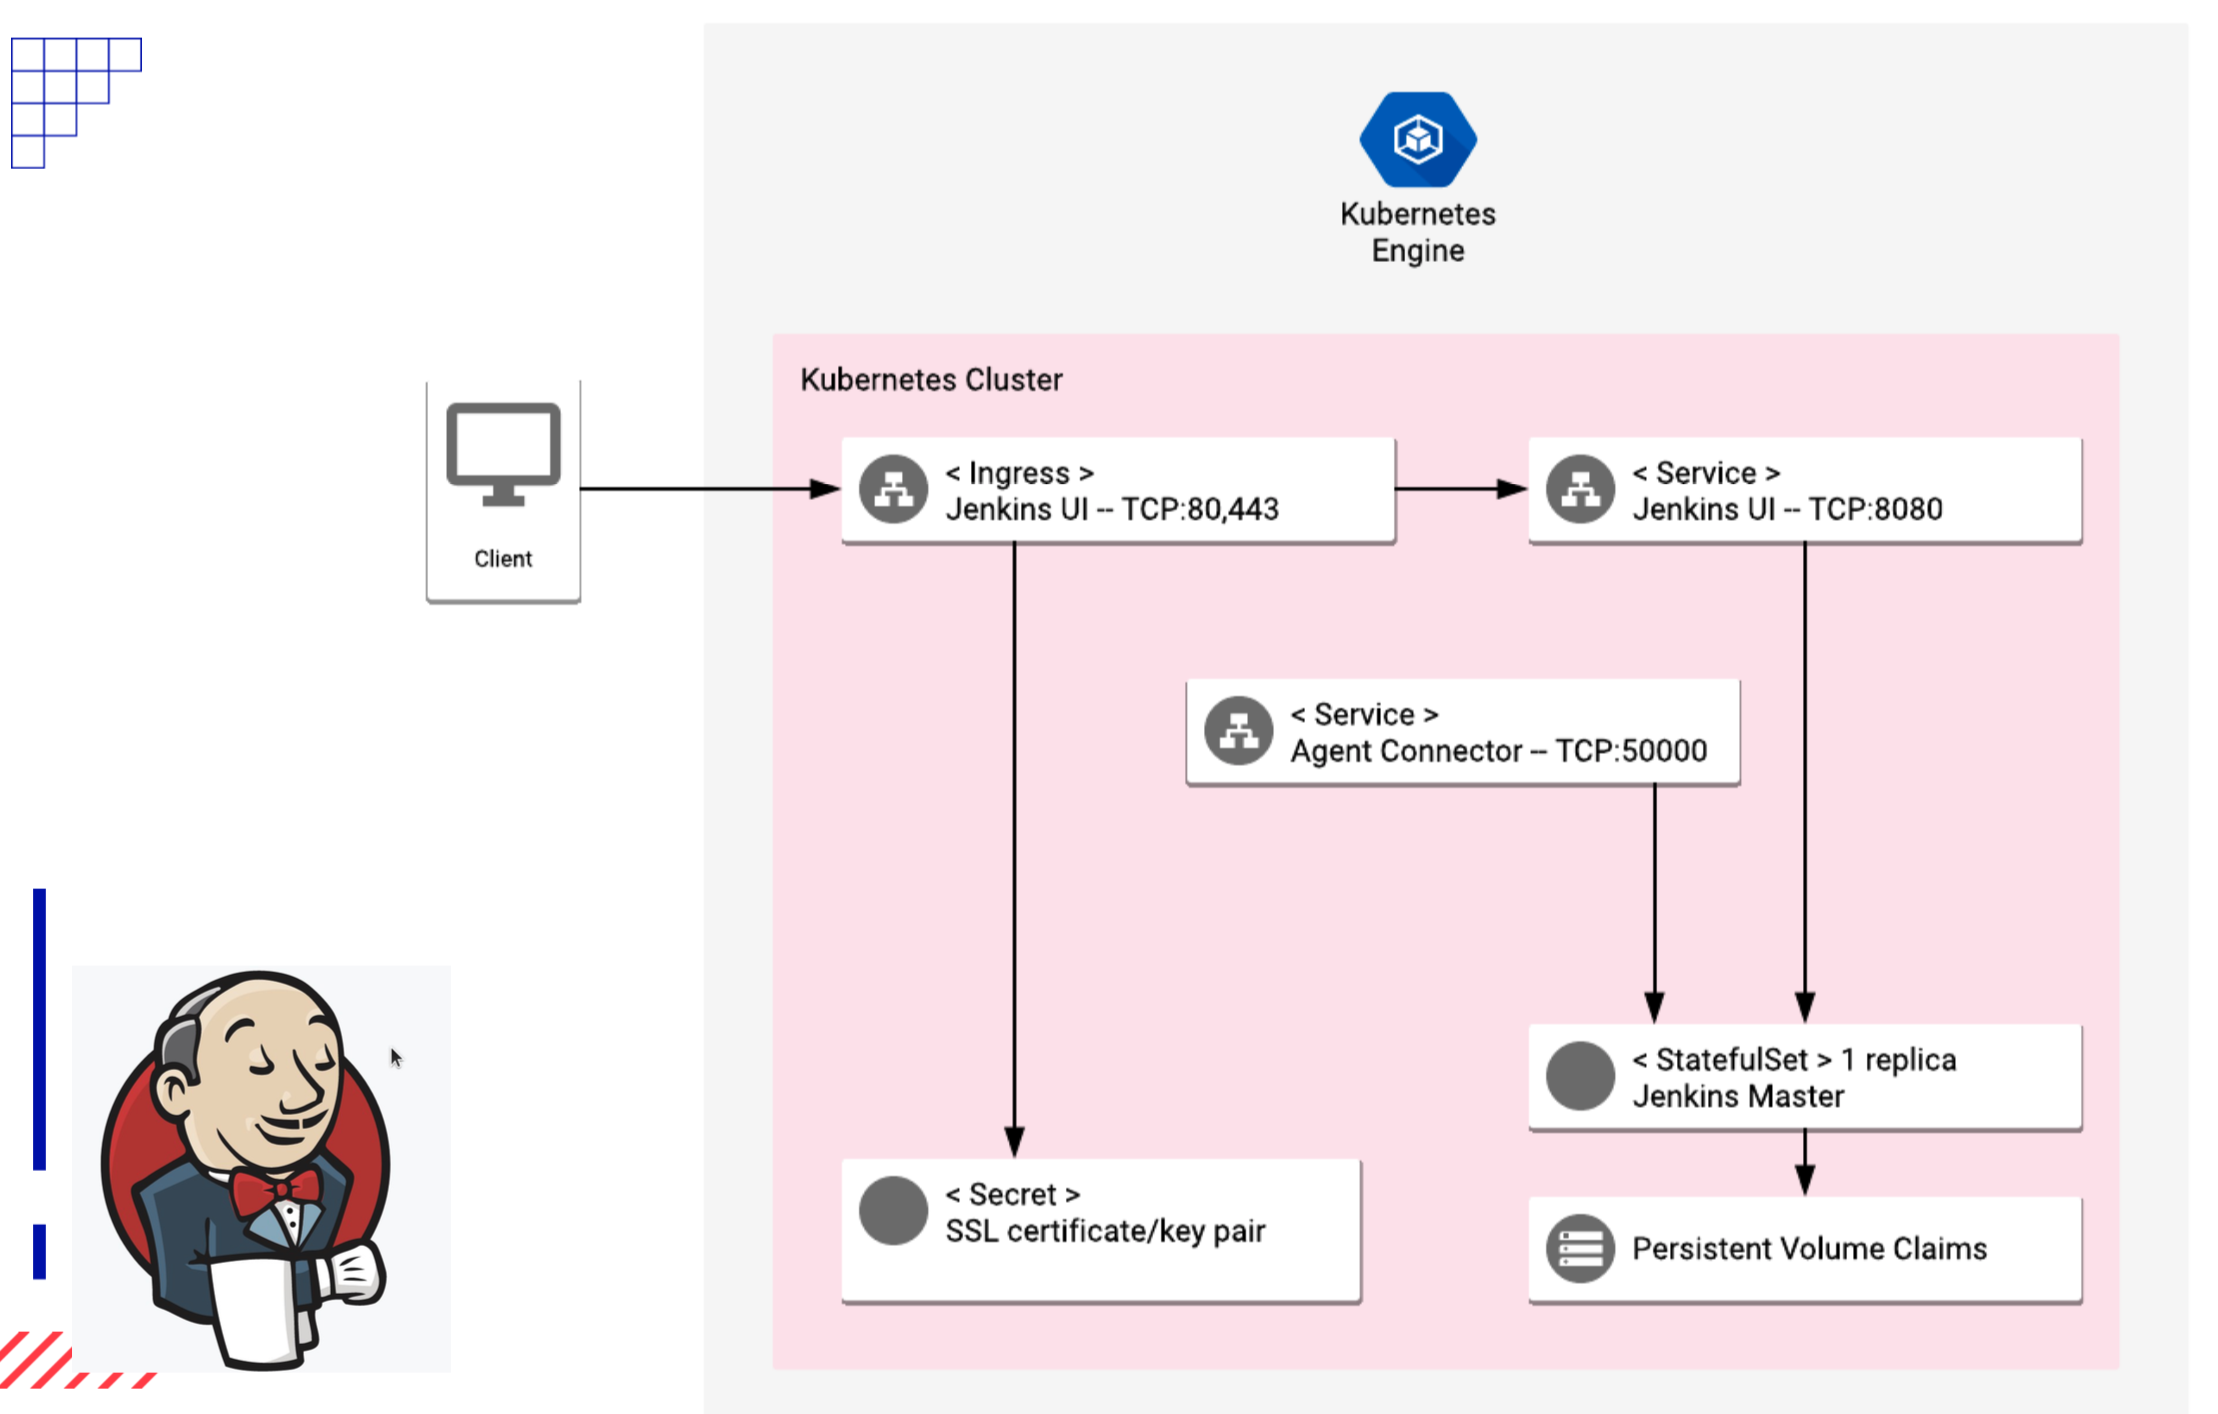 Kubernetes
Engine
Kubernetes Cluster
Client
< Ingress >
Jenkins UI -- TCP:80,443
< Service >
Jenkins UI -- TCP:8080
< Service >
Agent Connector -- TCP:50000
< StatefulSet > 1 replica
Jenkins Master
< Secret >
SSL certificate/key pair
Persistent Volume Claims